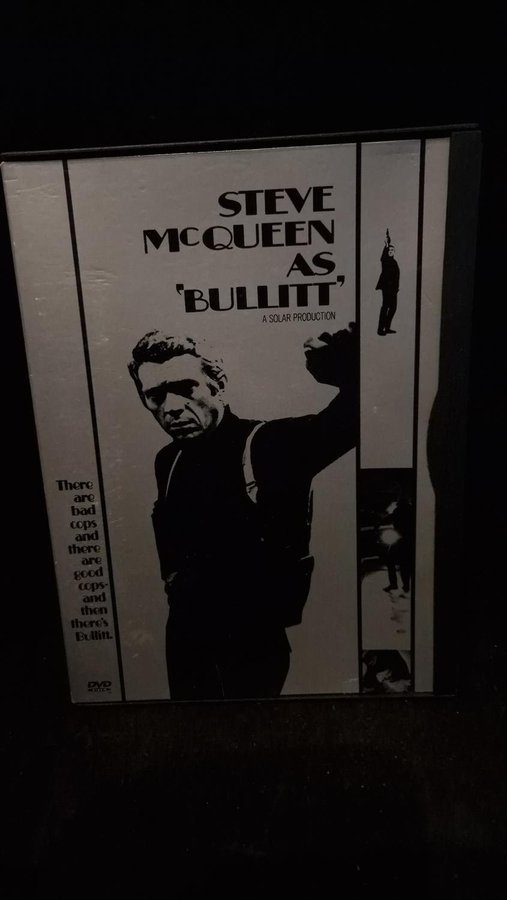 STEVE
McQUEEN
AS
'BULLITT'
A SOLAR PRODUCTION
There
are
bad
cops
and
there
are
good
cops-
and
then
there's
Bullitt.
DVD